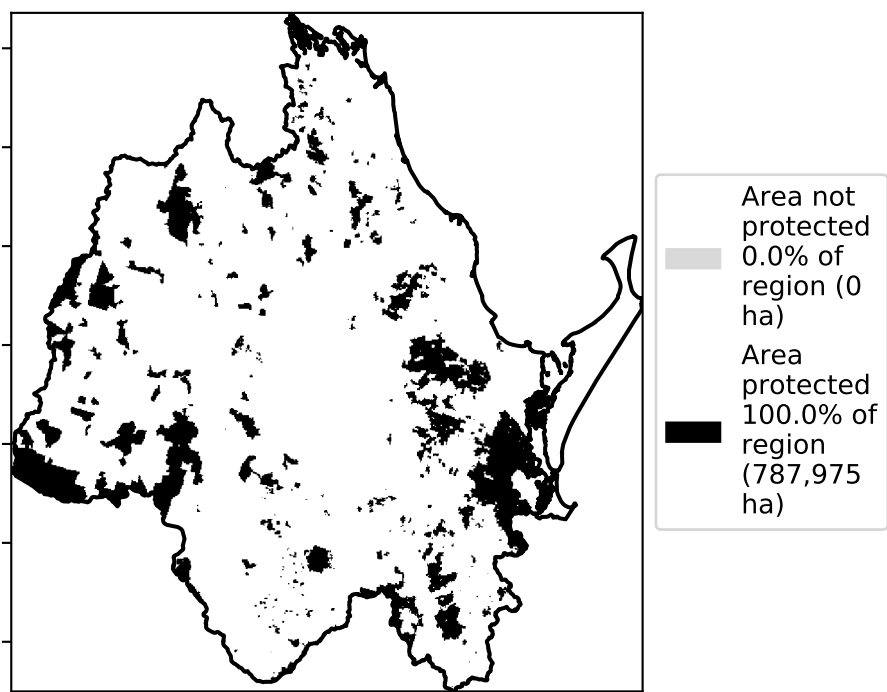 Area not
protected
0.0% of
region (0
ha)
Area
protected
100.0% of
region
(787,975
ha)